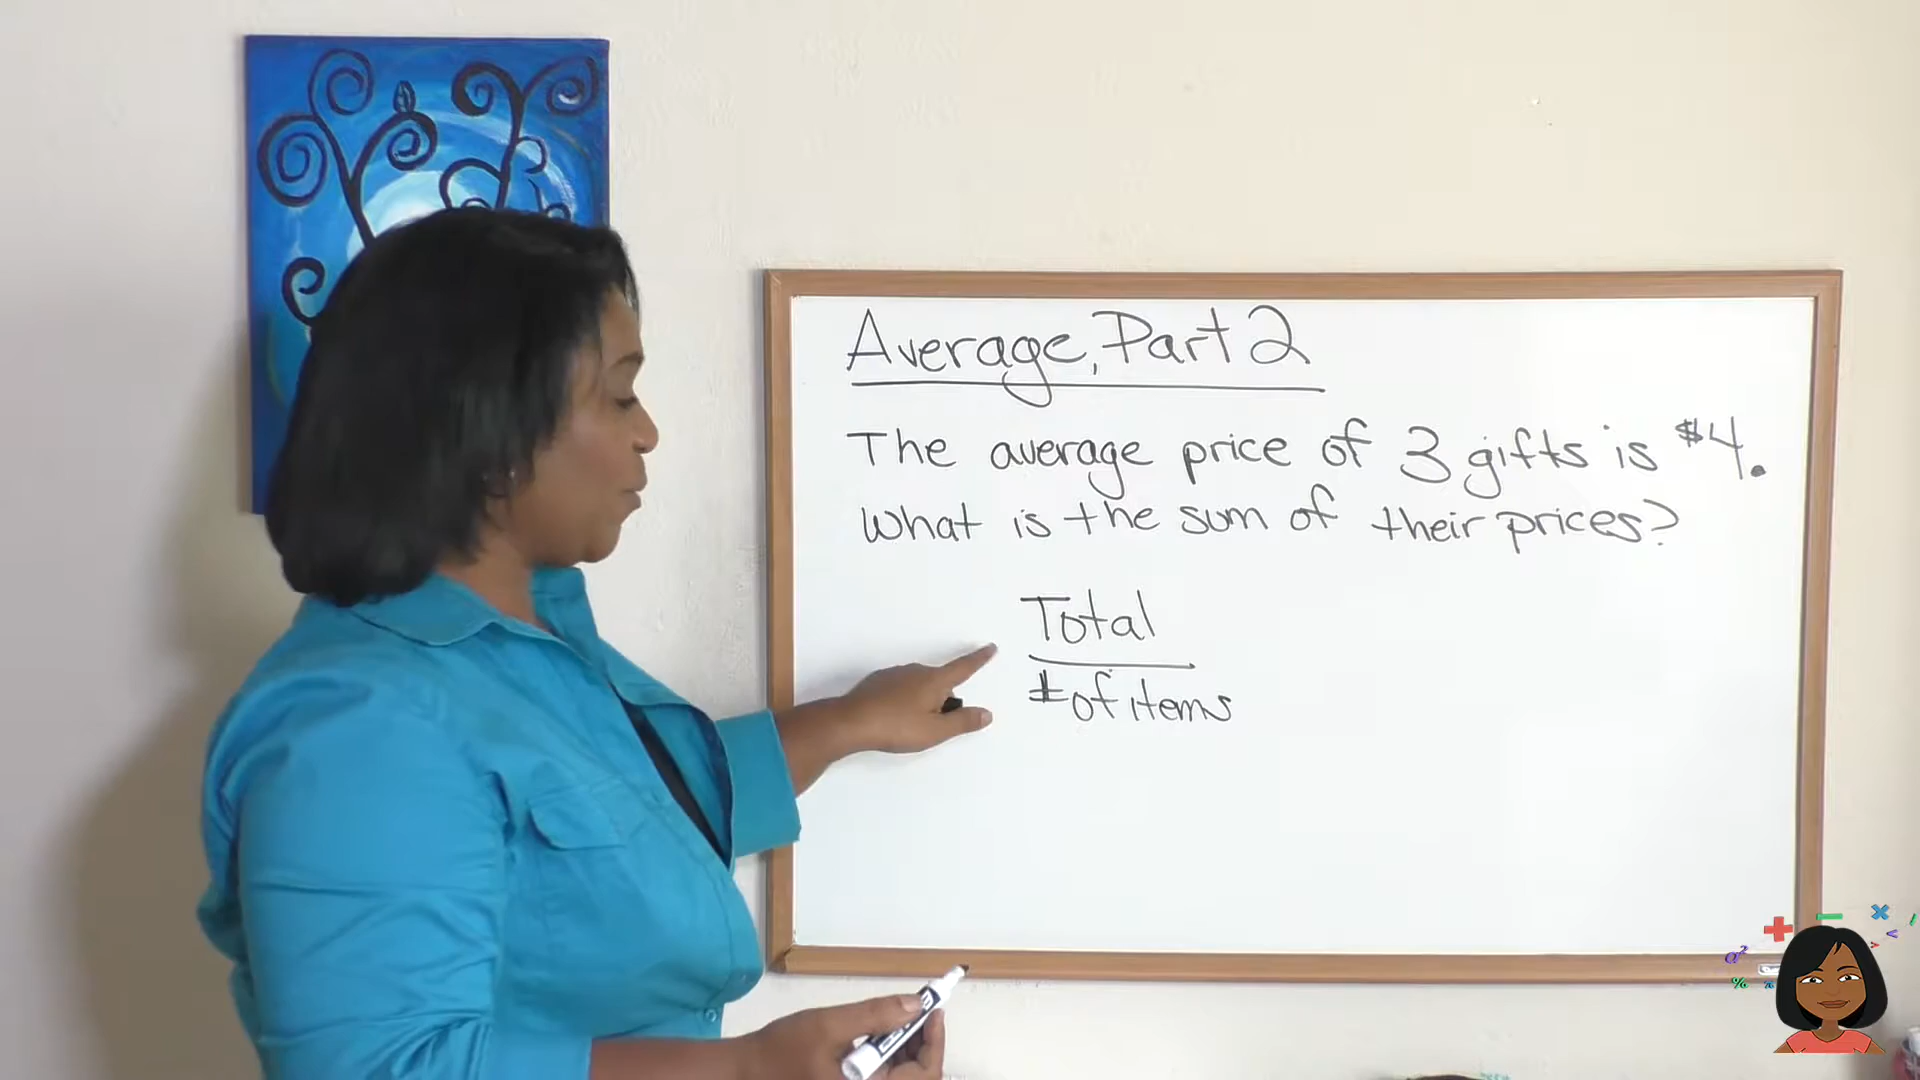 Average, Part 2
The average price of 3 gifts is $4.
What is the sum of their prices?
Total
# of items